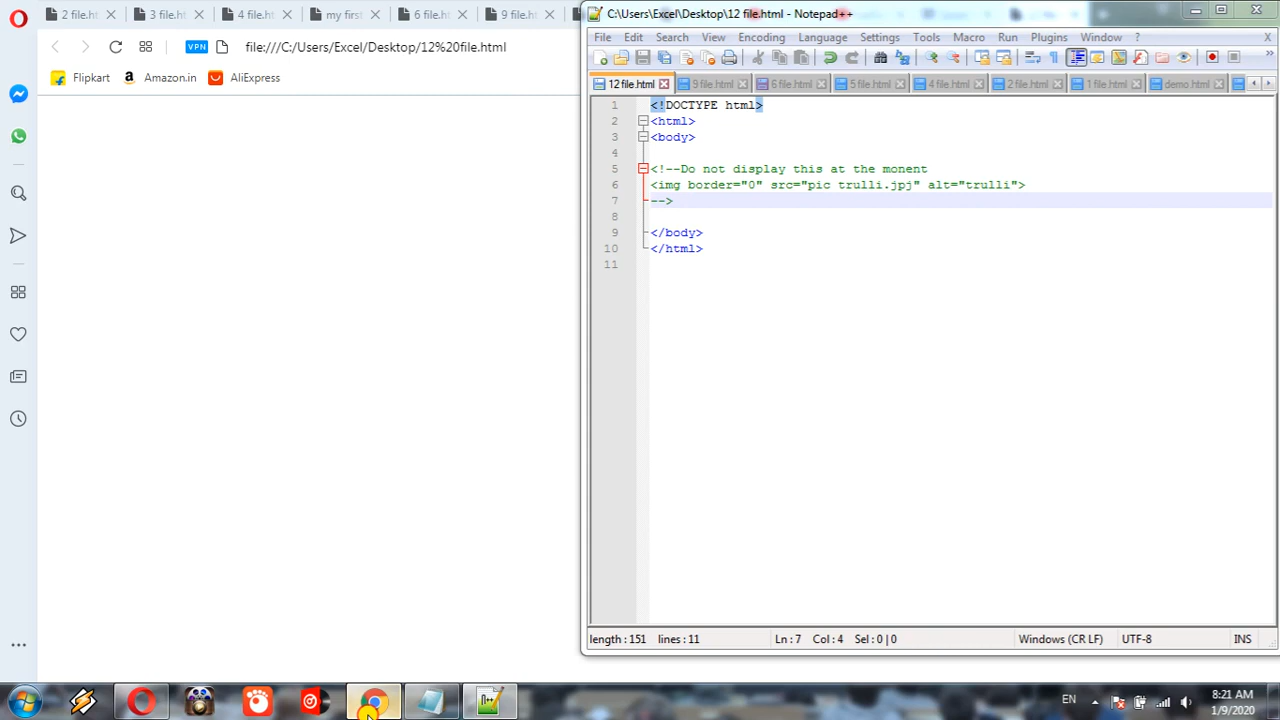 2 file.ht
3 file.ht
4 file.ht
my first
6 file.ht
9 file.ht
VPN
file:///C:/Users/Excel/Desktop/12%20file.html
Flipkart
Amazon.in
AliExpress
C:\Users\Excel\Desktop\12 file.html - Notepad++
File Edit Search View Encoding Language Settings Tools Macro Run Plugins Window ? X
12 file.html 9 file.html 6 file.html 5 file.html 4 file.html 2 file.html 1 file.html demo.html
1 <!DOCTYPE html>
2 <html>
3 <body>
4
5 <!--Do not display this at the monent
6 <img border="0" src="pic trulli.jpj" alt="trulli">
7 -->
8
9 </body>
10 </html>
11
length : 151 lines : 11 Ln : 7 Col : 4 Sel : 0 | 0 Windows (CR LF) UTF-8 INS
EN
8:21 AM
1/9/2020